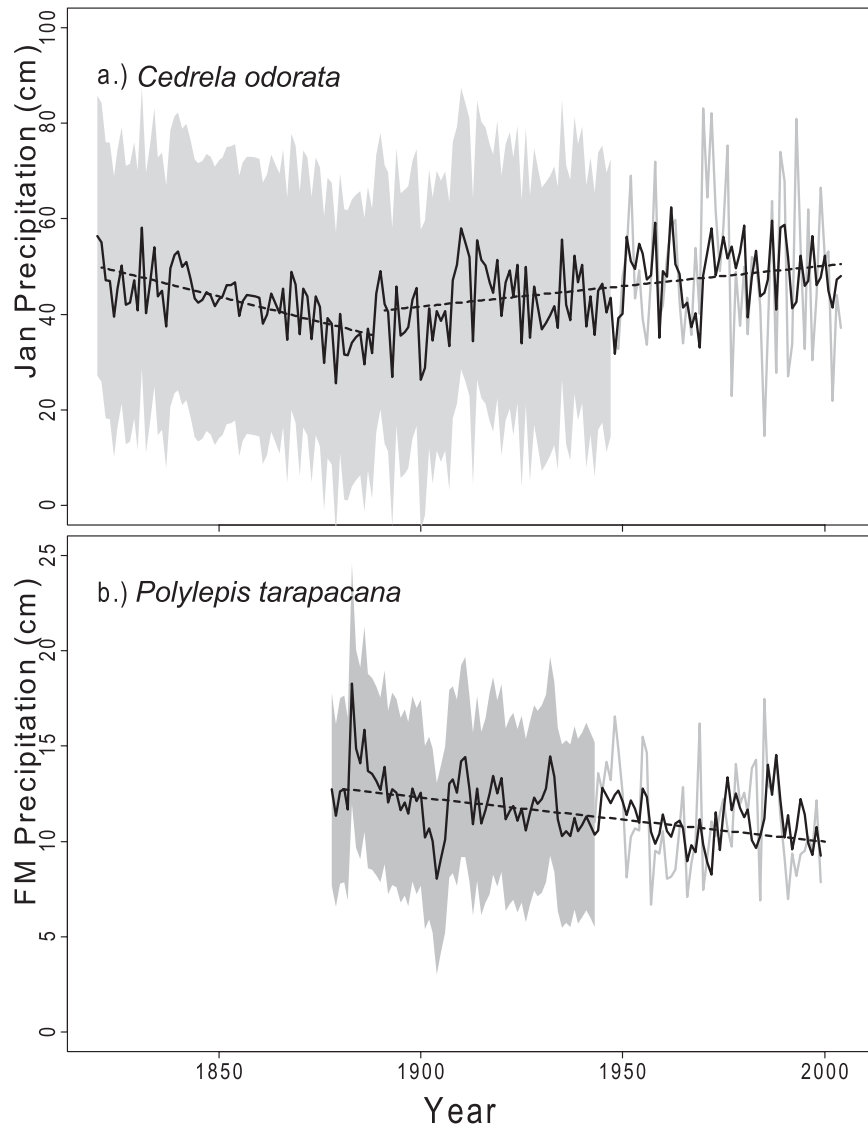 Jan Precipitation (cm)
100
80
60
40
20
0
a.) Cedrela odorata
FM Precipitation (cm)
25
20
15
10
5
0
b.) Polylepis tarapacana
1850 1900 1950 2000
Year